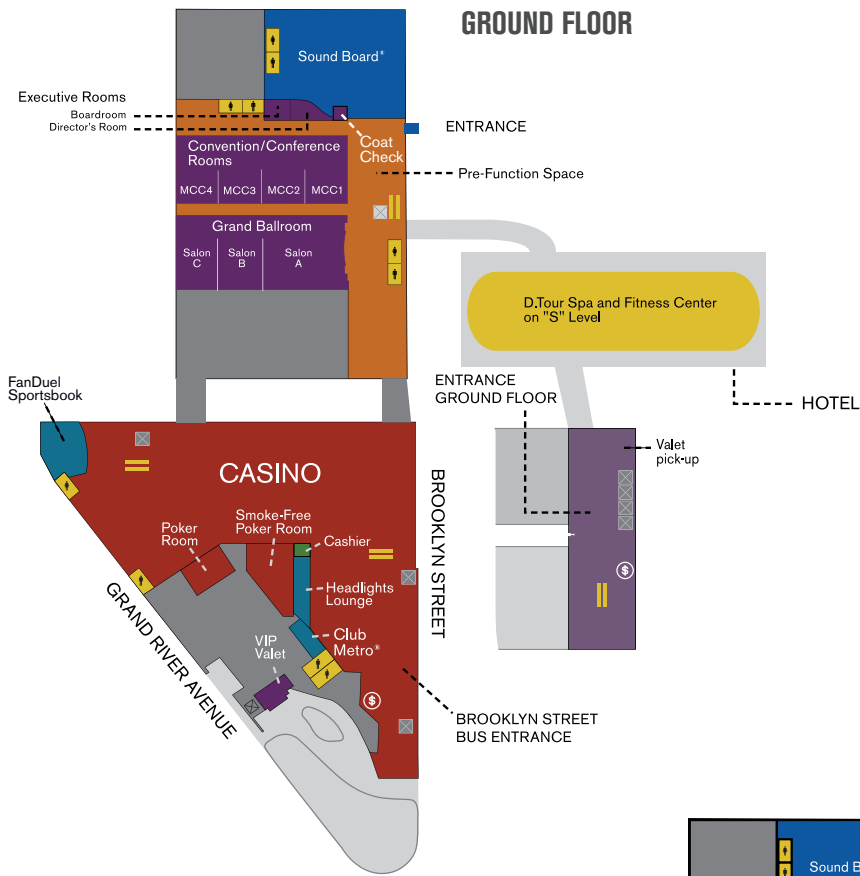 GROUND FLOOR
Sound Board*
Executive Rooms
Boardroom
Director's Room
ENTRANCE
Coat
Check
Convention/Conference
Rooms
Pre-Function Space
MCC4
MCC3
MCC2
MCC1
Grand Ballroom
Salon
C
Salon
B
Salon
A
D.Tour Spa and Fitness Center
on "S" Level
FanDuel
Sportsbook
ENTRANCE
GROUND FLOOR
HOTEL
Valet
pick-up
CASINO
BROOKLYN STREET
Poker
Room
Smoke-Free
Poker Room
Cashier
$
Headlights
Lounge
GRAND RIVER AVENUE
VIP
Valet
Club
Metro*
$
BROOKLYN STREET
BUS ENTRANCE
Sound B